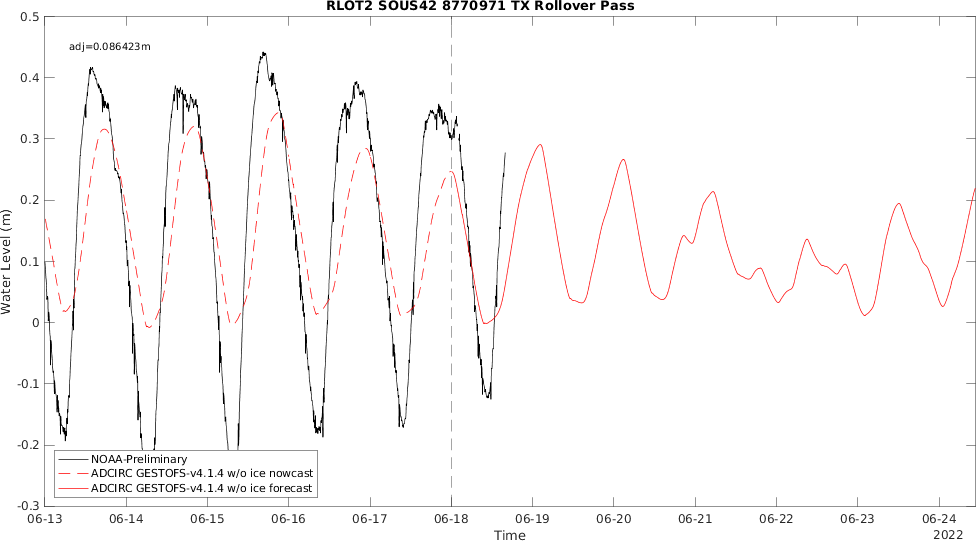 RLOT2 SOUS42 8770971 TX Rollover Pass
adj=0.086423m
Water Level (m)
0.5
0.4
0.3
0.2
0.1
0
-0.1
-0.2
-0.3
NOAA-Preliminary
ADCIRC GESTOFS-v4.1.4 w/o ice nowcast
ADCIRC GESTOFS-v4.1.4 w/o ice forecast
06-13 06-14 06-15 06-16 06-17 06-18 06-19 06-20 06-21 06-22 06-23 06-24
Time
2022